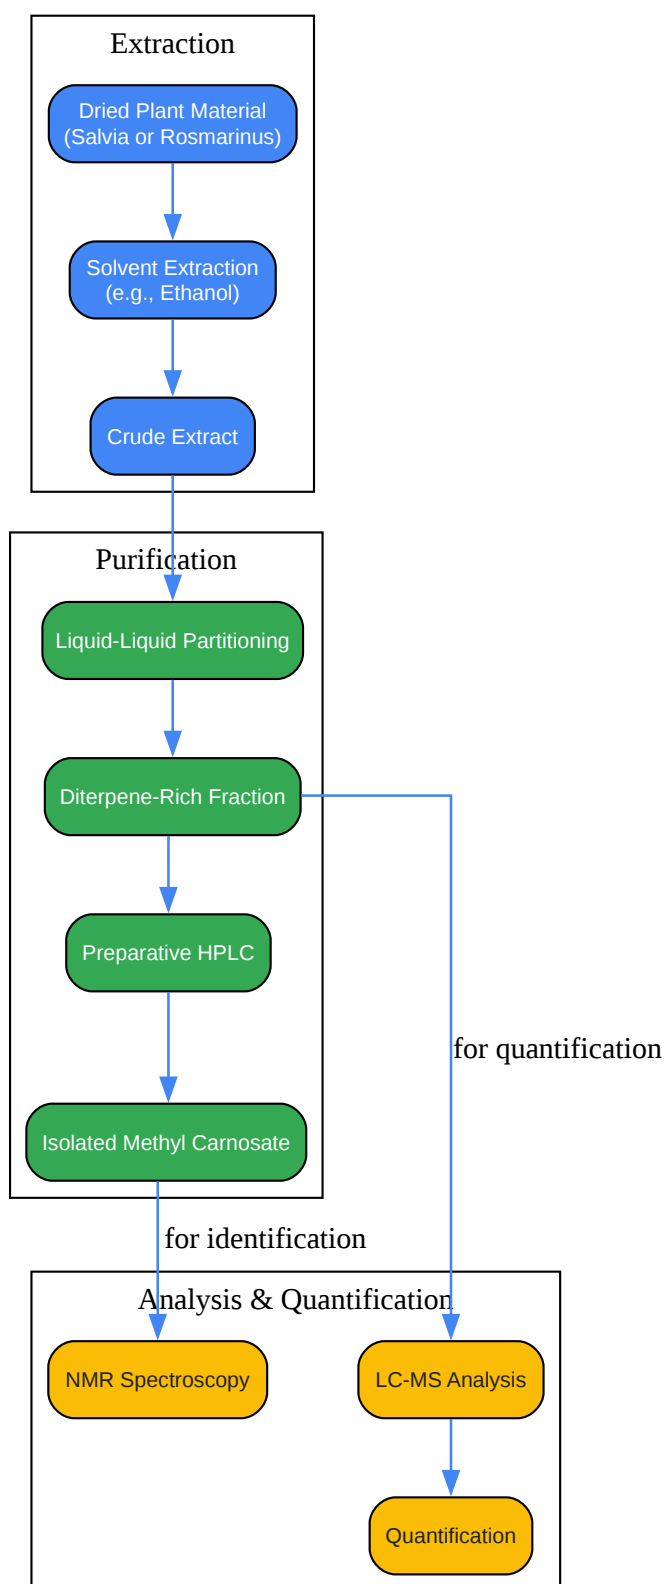 Extraction
Dried Plant Material
(Salvia or Rosmarinus)
Solvent Extraction
(e.g., Ethanol)
Crude Extract
Purification
Liquid-Liquid Partitioning
Diterpene-Rich Fraction
Preparative HPLC
for quantification
Isolated Methyl Carnosate
for identification
Analysis & Quantification
NMR Spectroscopy
LC-MS Analysis
Quantification